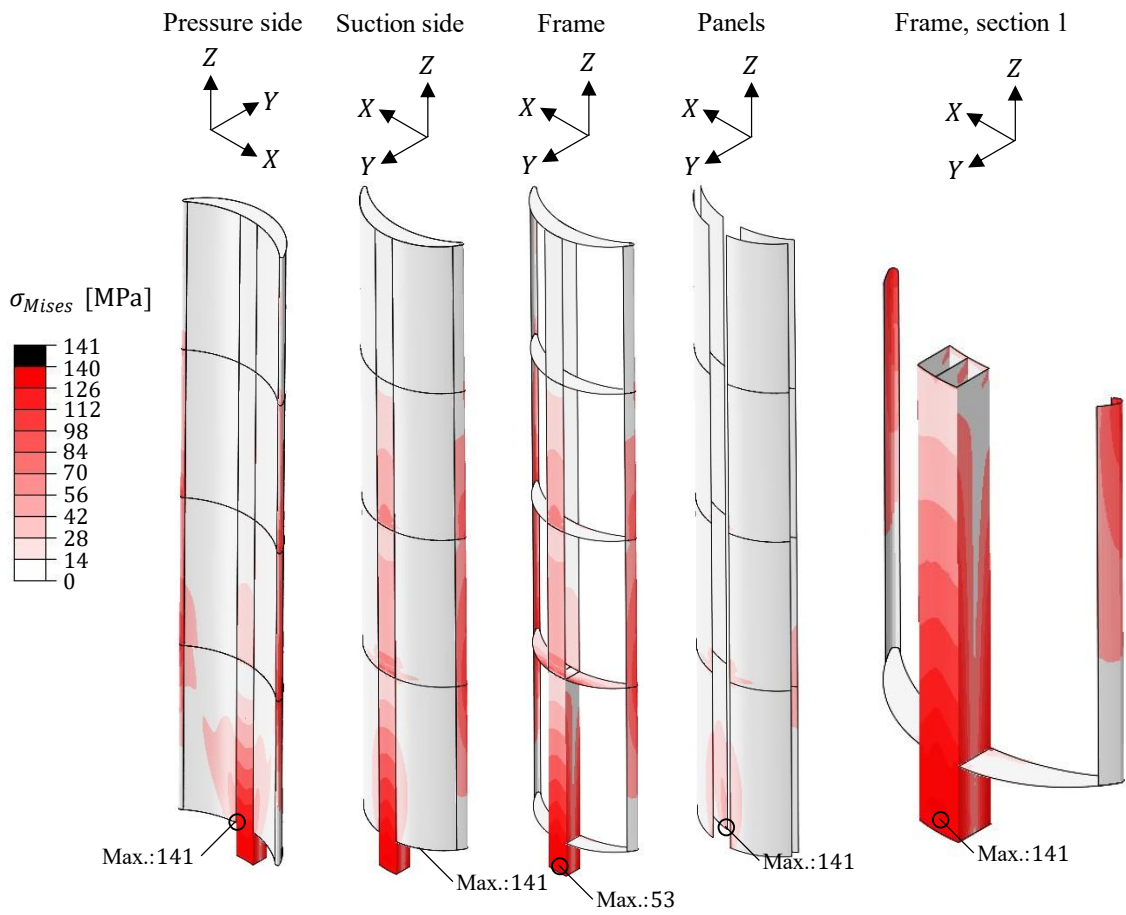 Pressure side
Suction side
Frame
Panels
Frame, section 1
Z
Y
X
Z
X
Y
Z
X
Y
Z
X
Y
Z
X
Y
σ_Mises [MPa]
141
140
126
112
98
84
70
56
42
28
14
0
Max.:141
Max.:141
Max.:53
Max.:141
Max.:141